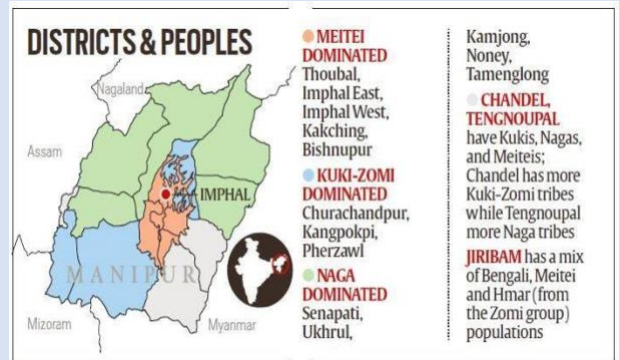 DISTRICTS & PEOPLES
Nagaland
Assam
IMPHAL
MANIPUR
Mizoram
Myanmar
MEITEI
DOMINATED
Thoubal,
Imphal East,
Imphal West,
Kakching,
Bishnupur
KUKI-ZOMI
DOMINATED
Churachandpur,
Kangpokpi,
Pherzawl
NAGA
DOMINATED
Senapati,
Ukhrul,
Kamjong,
Noney,
Tamenglong
CHANDEL,
TENGNOUPAL
have Kukis, Nagas,
and Meiteis;
Chandel has more
Kuki-Zomi tribes
while Tengnoupal
more Naga tribes
JIRIBAM has a mix
of Bengali, Meitei
and Hmar (from
the Zomi group)
populations